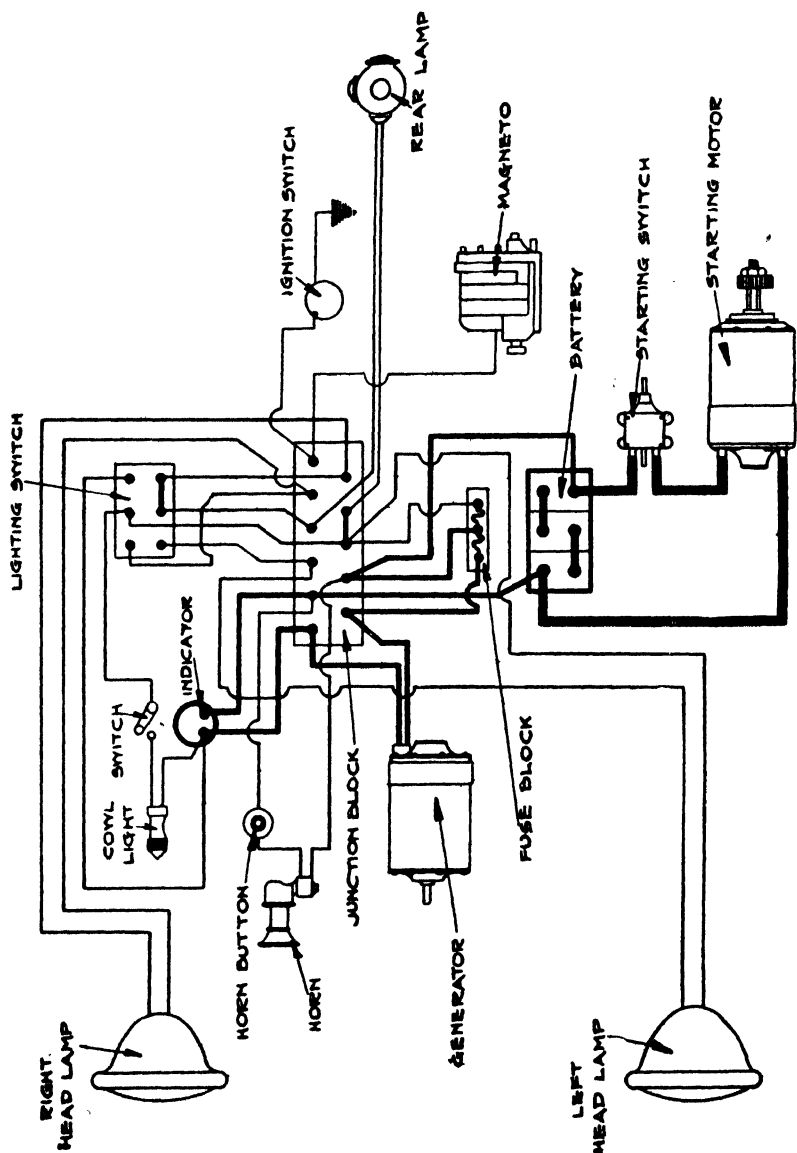 RIGHT.
HEAD LAMP
COWL
LIGHT
SWITCH
LIGHTING SWITCH
INDICATOR
IGNITION SWITCH
REAR LAMP
HORN BUTTON
HORN
JUNCTION BLOCK
MAGNETO
GENERATOR
FUSE BLOCK
BATTERY
STARTING SWITCH
STARTING MOTOR
LEFT
HEAD LAMP